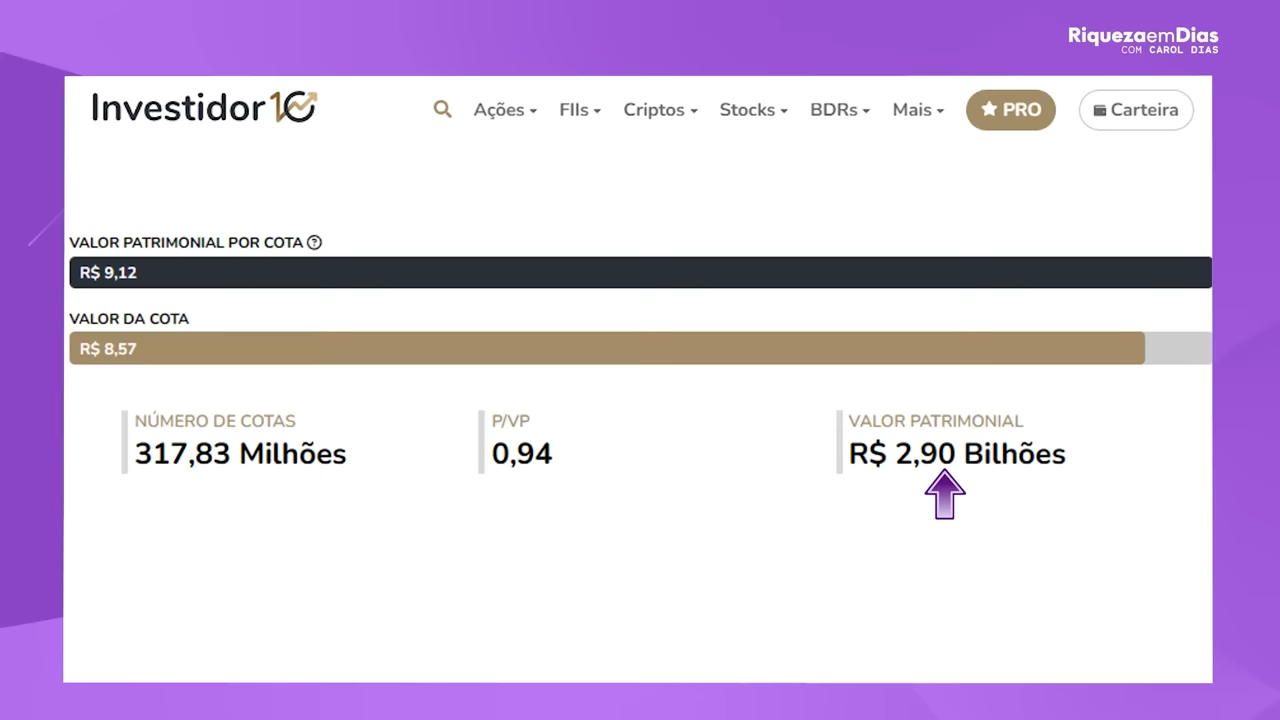 RiquezaemDias
COM CAROL DIAS
Investidor10
Ações
FIIs
Criptos
Stocks
BDRs
Mais
PRO
Carteira
VALOR PATRIMONIAL POR COTA ?
R$ 9,12
VALOR DA COTA
R$ 8,57
NÚMERO DE COTAS
317,83 Milhões
P/VP
0,94
VALOR PATRIMONIAL
R$ 2,90 Bilhões